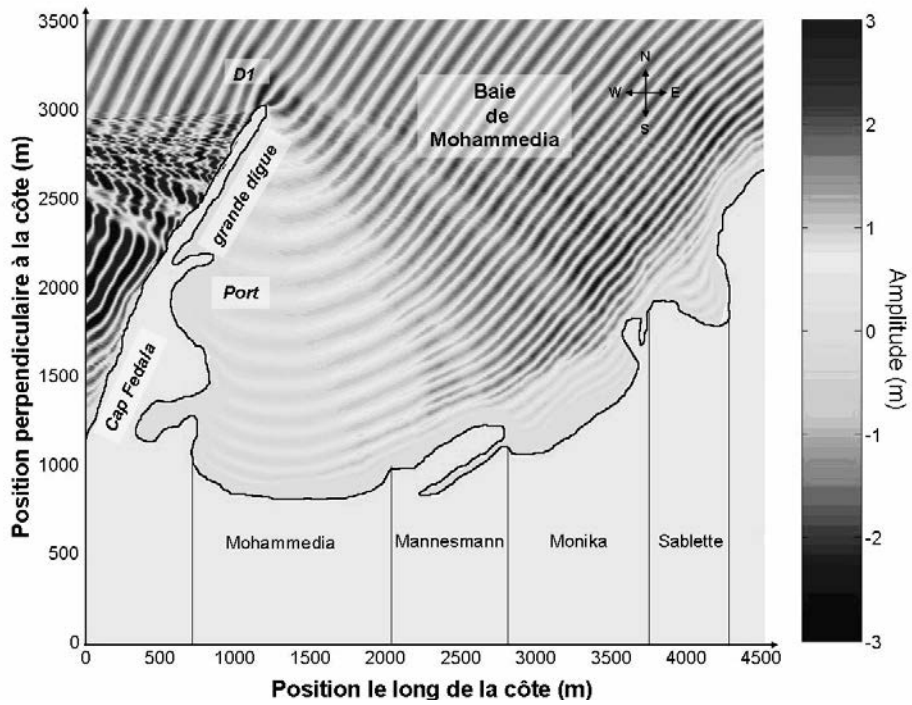 3500
3000
2500
2000
1500
1000
500
0
Position perpendiculaire à la côte (m)
D1
Baie
de
Mohammedia
N
W
E
S
grande digue
Port
Cap Fedala
Mohammedia
Mannesmann
Monika
Sablette
0
500
1000
1500
2000
2500
3000
3500
4000
4500
Position le long de la côte (m)
3
2
1
0
-1
-2
-3
Amplitude (m)